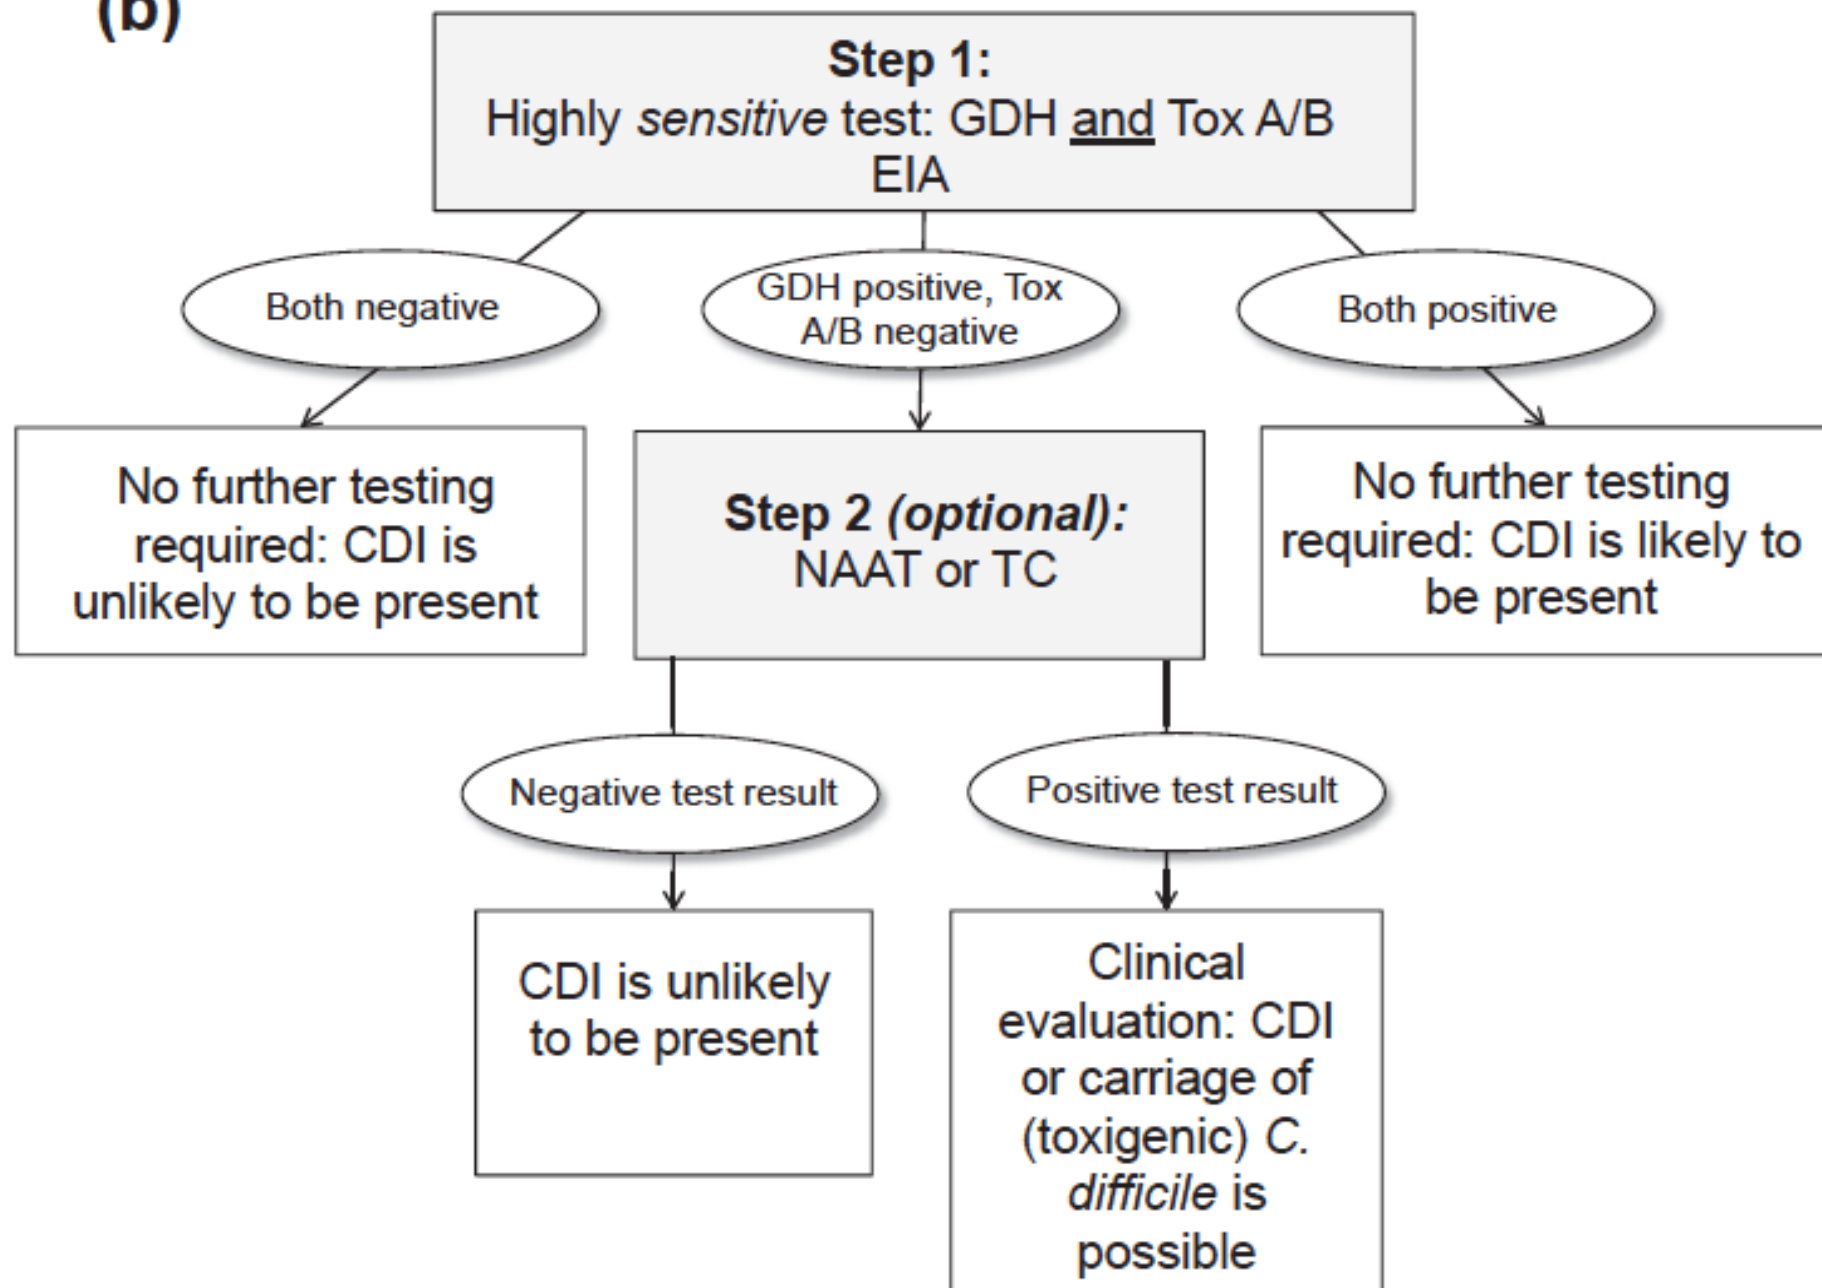 (b)
Step 1:
Highly sensitive test: GDH and Tox A/B
EIA
Both negative
GDH positive, Tox
A/B negative
Both positive
No further testing
required: CDI is
unlikely to be present
Step 2 (optional):
NAAT or TC
No further testing
required: CDI is likely to
be present
Negative test result
Positive test result
CDI is unlikely
to be present
Clinical
evaluation: CDI
or carriage of
(toxigenic) C.
difficile is
possible